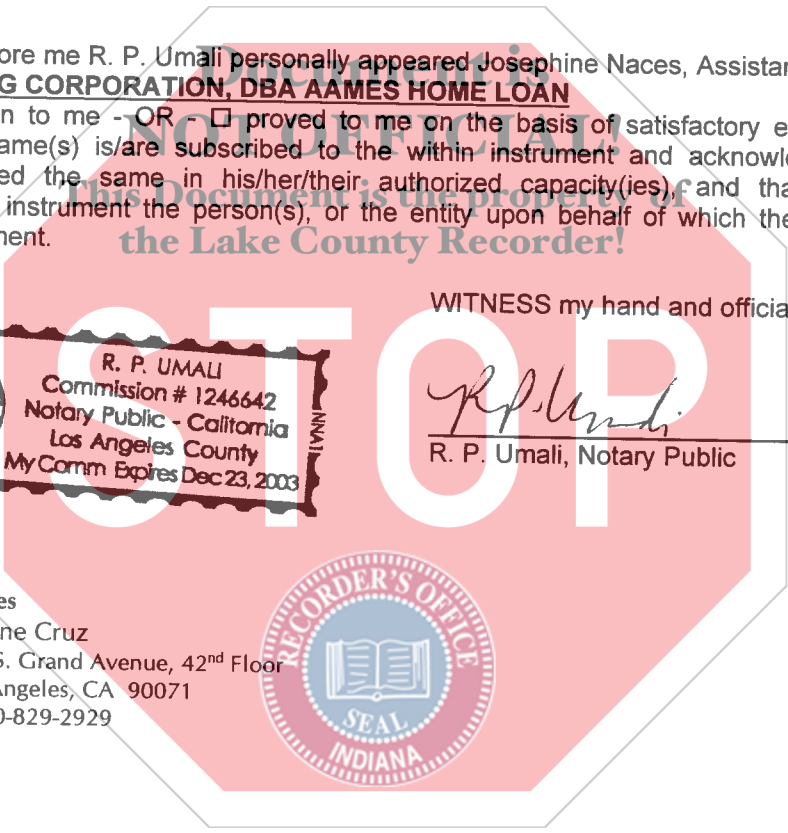 ore me R. P. Umali personally appeared Josephine Naces, Assistan
G CORPORATION, DBA AAMES HOME LOAN
n to me - OR - ☐ proved to me on the basis of satisfactory e
ame(s) is/are subscribed to the within instrument and acknowle
ed the same in his/her/their authorized capacity(ies), and tha
instrument the person(s), or the entity upon behalf of which the
nent.
Document is
NOT OFFICIAL!
This Document is the property of
the Lake County Recorder!
WITNESS my hand and officia
STOP
R. P. UMALI
Commission # 1246642
Notary Public - California
Los Angeles County
My Comm Expires Dec 23, 2003
NNA1
R.P. Umali
R. P. Umali, Notary Public
es
ne Cruz
S. Grand Avenue, 42nd Floor
Angeles, CA 90071
0-829-2929
RECORDER'S OFFICE
SEAL
INDIANA